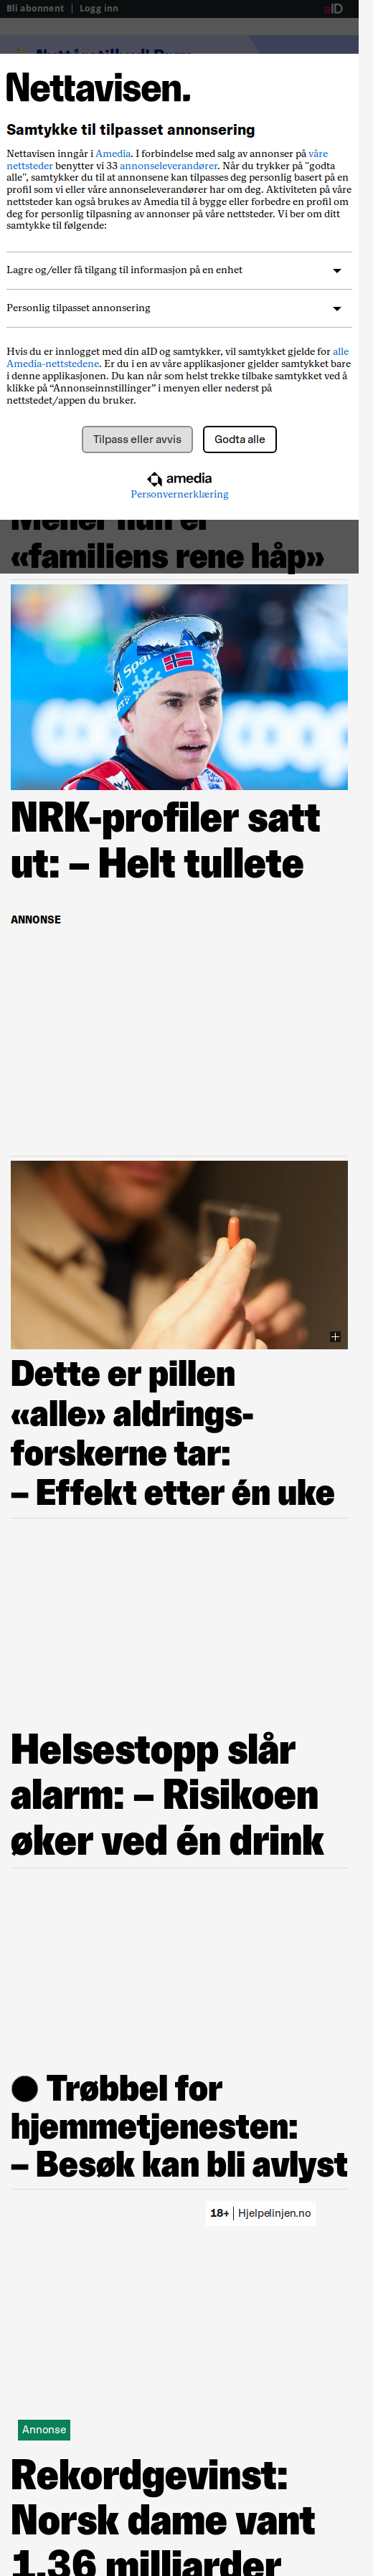 Bli abonnent | Logg inn aID
Nettavisen.
Samtykke til tilpasset annonsering
Nettavisen inngår i Amedia. I forbindelse med salg av annonser på våre
nettsteder benytter vi 33 annonseleverandører. Når du trykker på "godta
alle", samtykker du til at annonsene kan tilpasses deg personlig basert på en
profil som vi eller våre annonseleverandører har om deg. Aktiviteten på våre
nettsteder kan også brukes av Amedia til å bygge eller forbedre en profil om
deg for personlig tilpasning av annonser på våre nettsteder. Vi ber om ditt
samtykke til følgende:
Lagre og/eller få tilgang til informasjon på en enhet
Personlig tilpasset annonsering
Hvis du er innlogget med din aID og samtykker, vil samtykket gjelde for alle
Amedia-nettstedene. Er du i en av våre applikasjoner gjelder samtykket bare
i denne applikasjonen. Du kan når som helst trekke tilbake samtykket ved å
klikke på “Annonseinnstillinger” i menyen eller nederst på
nettstedet/appen du bruker.
Tilpass eller avvis Godta alle
amedia
Personvernerklæring
Mener hun er
«familiens rene håp»
NRK-profiler satt
ut: – Helt tullete
ANNONSE
Dette er pillen
«alle» aldrings-
forskerne tar:
– Effekt etter én uke
Helsestopp slår
alarm: – Risikoen
øker ved én drink
Trøbbel for
hjemmetjenesten:
– Besøk kan bli avlyst
18+ | Hjelpelinjen.no
Annonse
Rekordgevinst:
Norsk dame vant
1,36 milliarder